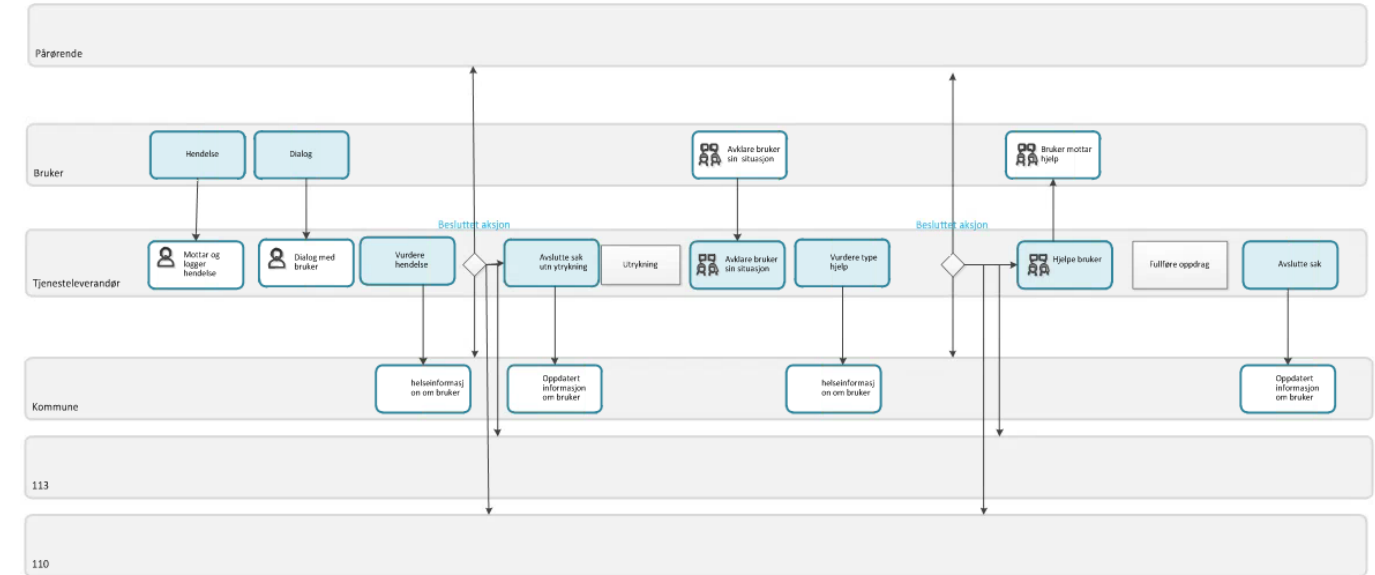 Pårørende
Hendelse
Dialog
Avklare bruker
sin situasjon
Bruker mottar
hjelp
Bruker
Besluttet aksjon
Besluttet aksjon
Mottar og
logger
hendelse
Dialog med
bruker
Vurdere
hendelse
Avslutte sak
utn ytrykning
Utrykning
Avklare bruker
sin situasjon
Vurdere type
hjelp
Hjelpe bruker
Fullføre oppdrag
Avslutte sak
Tjenesteleverandør
helseinformasj
on om bruker
Oppdatert
informasjon
om bruker
helseinformasj
on om bruker
Oppdatert
informasjon
om bruker
Kommune
113
110